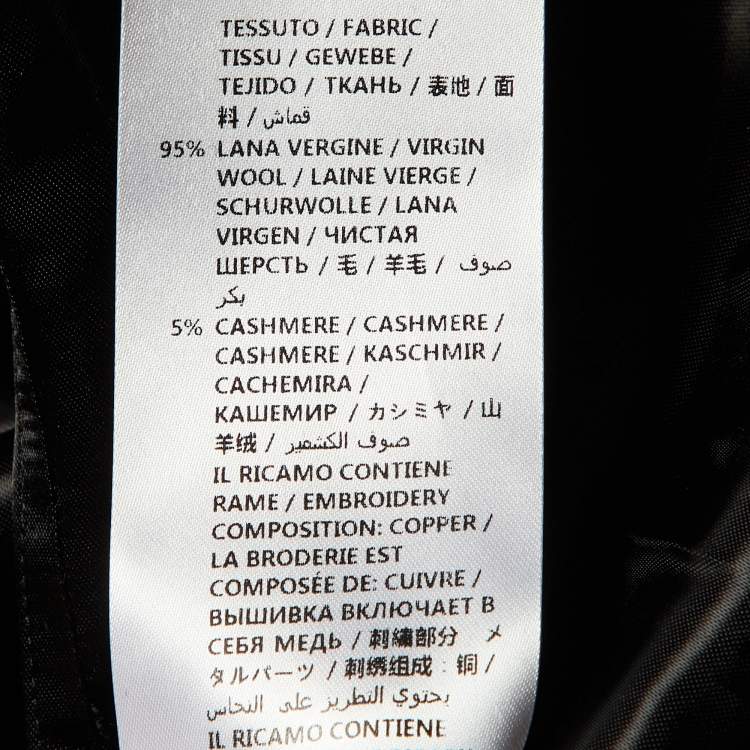 TESSUTO / FABRIC /
TISSU / GEWEBE /
TEJIDO / ТКАНЬ / 表地 / 面
料 / قماش
95% LANA VERGINE / VIRGIN
WOOL / LAINE VIERGE /
SCHURWOLLE / LANA
VIRGEN / ЧИСТАЯ
ШЕРСТЬ / 毛 / 羊毛 / صوف
بكر
5% CASHMERE / CASHMERE /
CASHMERE / KASCHMIR /
CACHEMIRA /
КАШЕМИР / カシミヤ / 山
羊绒 / صوف الكشمير
IL RICAMO CONTIENE
RAME / EMBROIDERY
COMPOSITION: COPPER /
LA BRODERIE EST
COMPOSÉE DE: CUIVRE /
ВЫШИВКА ВКЛЮЧАЕТ В
СЕБЯ МЕДЬ / 刺繍部分 メ
タルパーツ / 刺绣组成：铜 /
يحتوي التطريز على النحاس
IL RICAMO CONTIENE